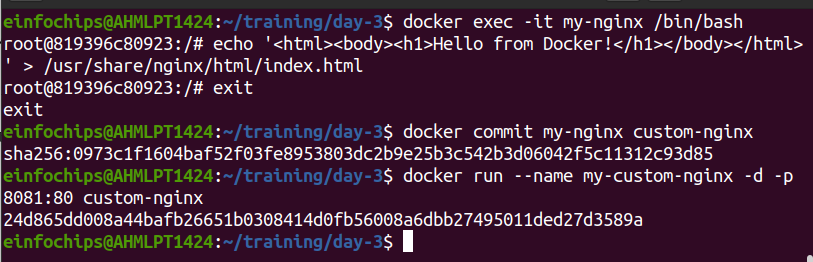 einfochips@AHMLPT1424:~/training/day-3$ docker exec -it my-nginx /bin/bash
root@819396c80923:/# echo '<html><body><h1>Hello from Docker!</h1></body></html>
' > /usr/share/nginx/html/index.html
root@819396c80923:/# exit
exit
einfochips@AHMLPT1424:~/training/day-3$ docker commit my-nginx custom-nginx
sha256:0973c1f1604baf52f03fe8953803dc2b9e25b3c542b3d06042f5c11312c93d85
einfochips@AHMLPT1424:~/training/day-3$ docker run --name my-custom-nginx -d -p
8081:80 custom-nginx
24d865dd008a44bafb26651b0308414d0fb56008a6dbb27495011ded27d3589a
einfochips@AHMLPT1424:~/training/day-3$